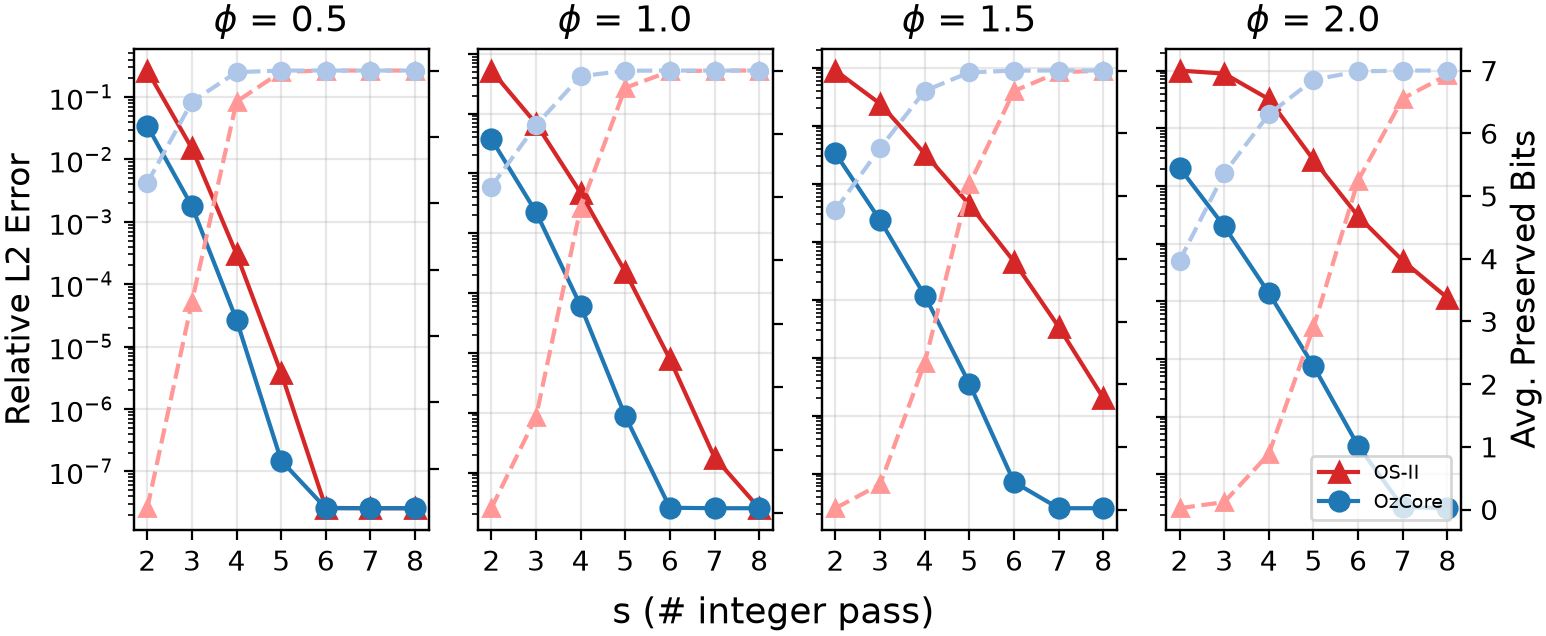 ϕ = 0.5
ϕ = 1.0
ϕ = 1.5
ϕ = 2.0
Relative L2 Error
10⁻¹
10⁻²
10⁻³
10⁻⁴
10⁻⁵
10⁻⁶
10⁻⁷
7
6
5
4
3
2
1
0
Avg. Preserved Bits
OS-II
OzCore
2 3 4 5 6 7 8
2 3 4 5 6 7 8
2 3 4 5 6 7 8
2 3 4 5 6 7 8
s (# integer pass)